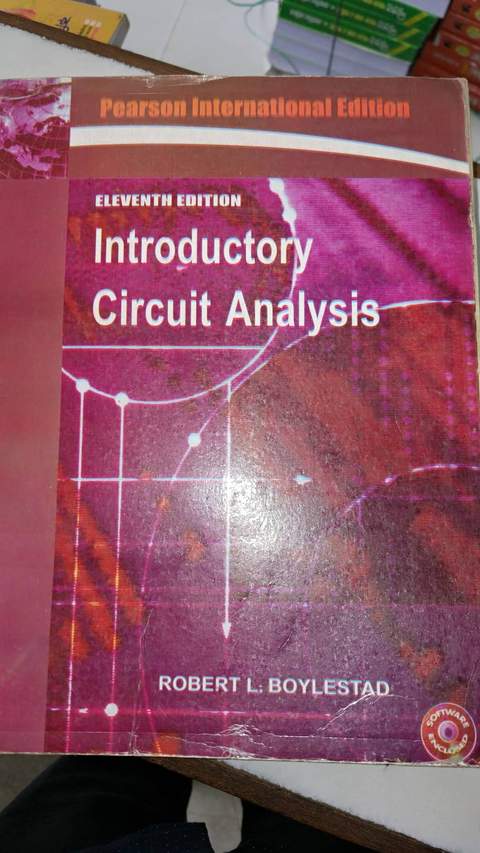 Pearson International Edition
ELEVENTH EDITION
Introductory
Circuit Analysis
ROBERT L. BOYLESTAD
SOFTWARE
ENCLOSED